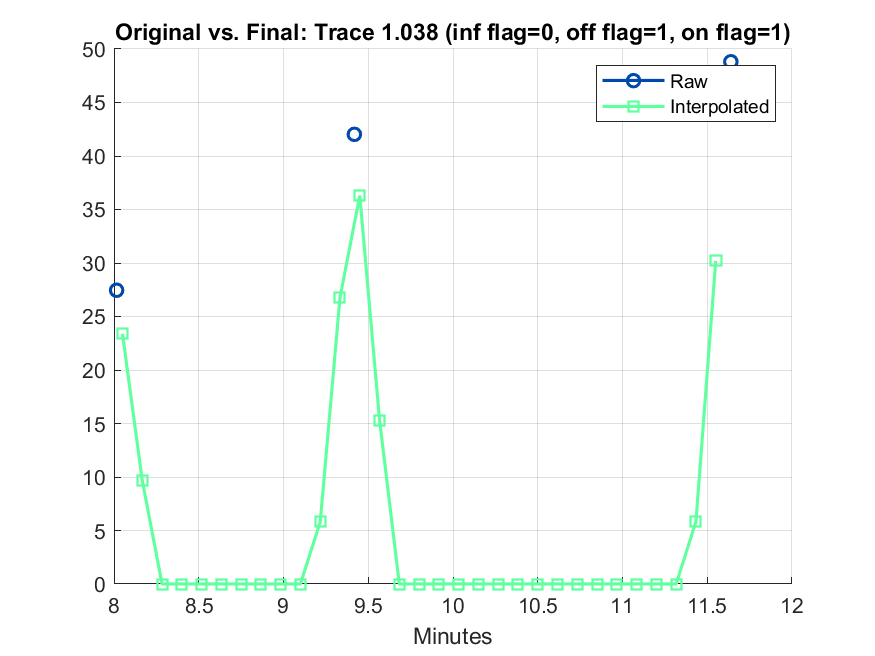 Original vs. Final: Trace 1.038 (inf flag=0, off flag=1, on flag=1)
50
45
40
35
30
25
20
15
10
5
0
Raw
Interpolated
8 8.5 9 9.5 10 10.5 11 11.5 12
Minutes